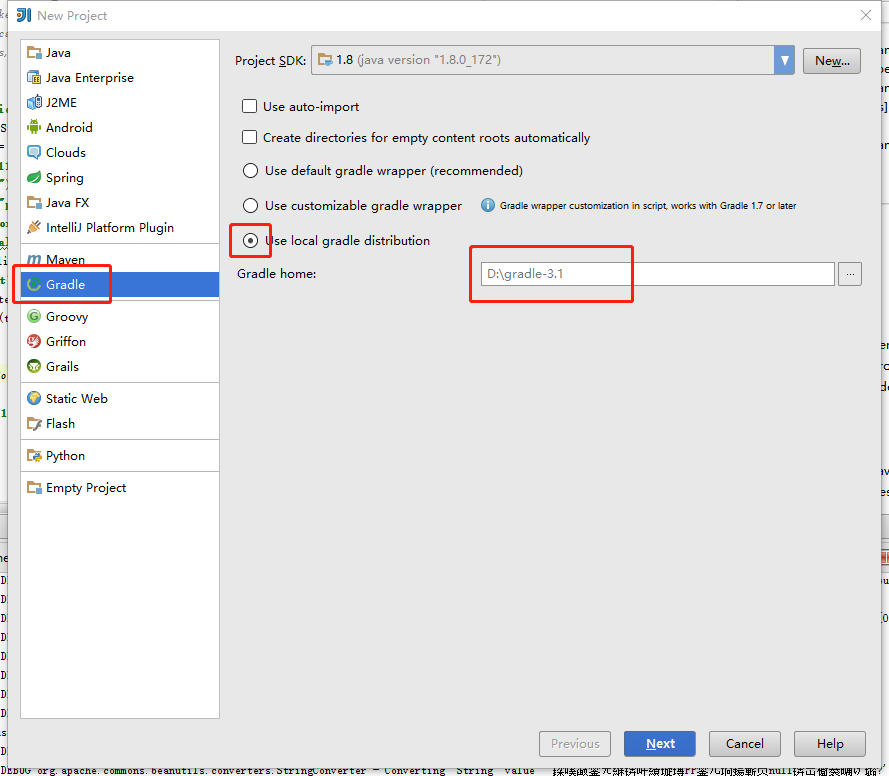 New Project
Java
Java Enterprise
J2ME
Android
Clouds
Spring
Java FX
IntelliJ Platform Plugin
Maven
Gradle
Groovy
Griffon
Grails
Static Web
Flash
Python
Empty Project
Project SDK: 1.8 (java version "1.8.0_172") New...
Use auto-import
Create directories for empty content roots automatically
Use default gradle wrapper (recommended)
Use customizable gradle wrapper Gradle wrapper customization in script, works with Gradle 1.7 or later
Use local gradle distribution
Gradle home: D:\gradle-3.1 ...
Previous Next Cancel Help
DEBUG org.apache.commons.beanutils.converters.StringConverter - Converting 'String' value